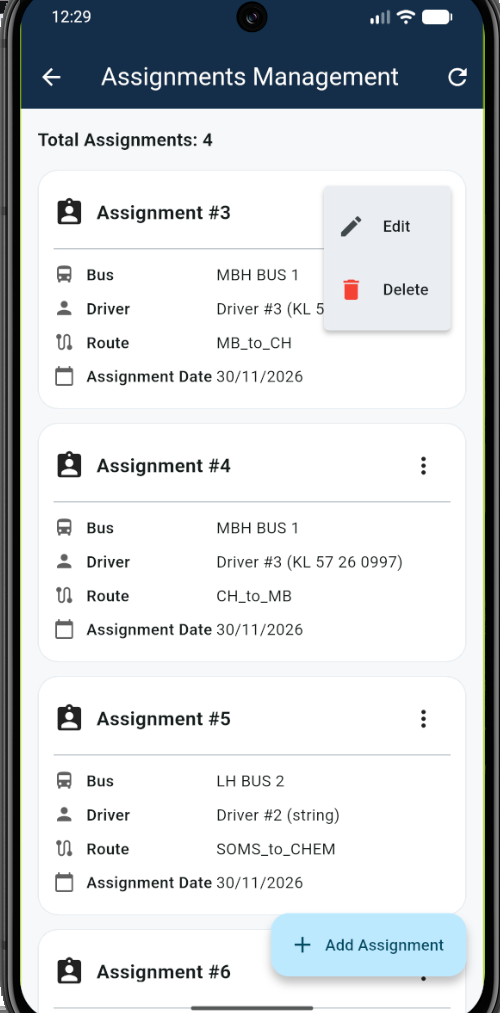 12:29
Assignments Management
Total Assignments: 4
Assignment #3
Edit
Delete
Bus MBH BUS 1
Driver Driver #3 (KL 5
Route MB_to_CH
Assignment Date 30/11/2026
Assignment #4
Bus MBH BUS 1
Driver Driver #3 (KL 57 26 0997)
Route CH_to_MB
Assignment Date 30/11/2026
Assignment #5
Bus LH BUS 2
Driver Driver #2 (string)
Route SOMS_to_CHEM
Assignment Date 30/11/2026
+ Add Assignment
Assignment #6